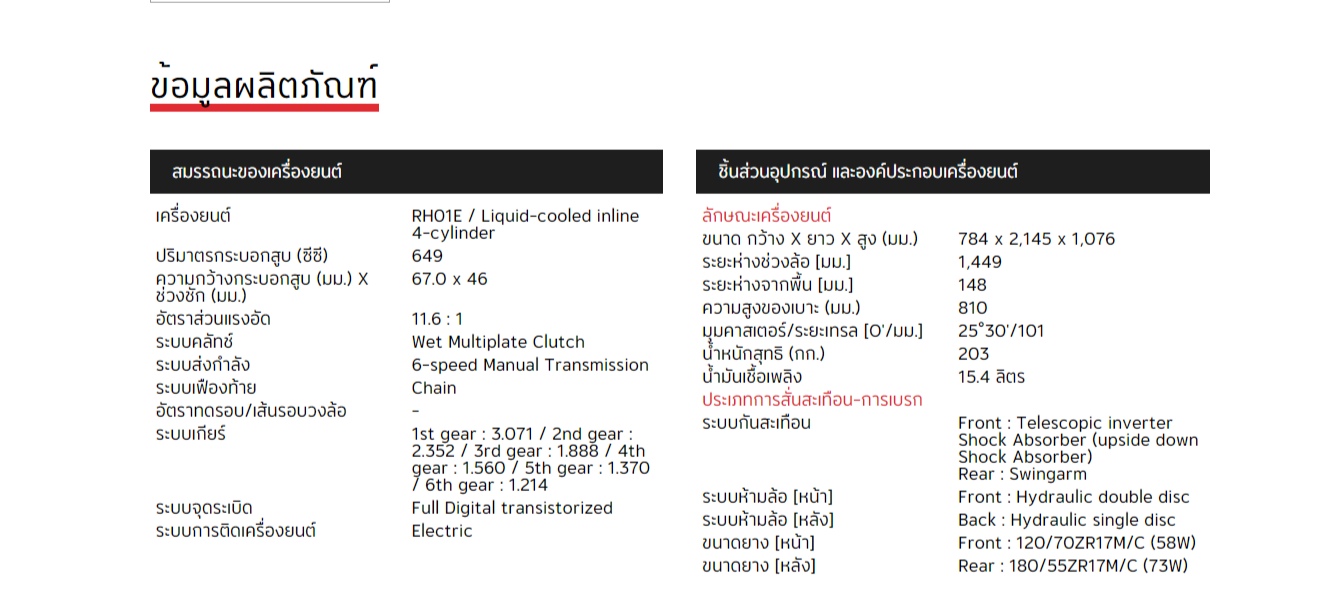 ข้อมูลผลิตภัณฑ์
สมรรถนะของเครื่องยนต์
เครื่องยนต์ RH01E / Liquid-cooled inline
4-cylinder
ปริมาตรกระบอกสูบ (ซีซี) 649
ความกว้างกระบอกสูบ (มม.) X 67.0 x 46
ช่วงชัก (มม.)
อัตราส่วนแรงอัด 11.6 : 1
ระบบคลัทช์ Wet Multiplate Clutch
ระบบส่งกำลัง 6-speed Manual Transmission
ระบบเฟืองท้าย Chain
อัตราทดรอบ/เส้นรอบวงล้อ -
ระบบเกียร์ 1st gear : 3.071 / 2nd gear :
2.352 / 3rd gear : 1.888 / 4th
gear : 1.560 / 5th gear : 1.370
/ 6th gear : 1.214
ระบบจุดระเบิด Full Digital transistorized
ระบบการติดเครื่องยนต์ Electric
ชิ้นส่วนอุปกรณ์ และองค์ประกอบเครื่องยนต์
ลักษณะเครื่องยนต์
ขนาด กว้าง X ยาว X สูง (มม.) 784 x 2,145 x 1,076
ระยะห่างช่วงล้อ [มม.] 1,449
ระยะห่างจากพื้น [มม.] 148
ความสูงของเบาะ (มม.) 810
มุมคาสเตอร์/ระยะเทรล [O'/มม.] 25˚30'/101
น้ำหนักสุทธิ (กก.) 203
น้ำมันเชื้อเพลิง 15.4 ลิตร
ประเภทการสั่นสะเทือน-การเบรก
ระบบกันสะเทือน Front : Telescopic inverter
Shock Absorber (upside down
Shock Absorber)
Rear : Swingarm
ระบบห้ามล้อ [หน้า] Front : Hydraulic double disc
ระบบห้ามล้อ [หลัง] Back : Hydraulic single disc
ขนาดยาง [หน้า] Front : 120/70ZR17M/C (58W)
ขนาดยาง [หลัง] Rear : 180/55ZR17M/C (73W)